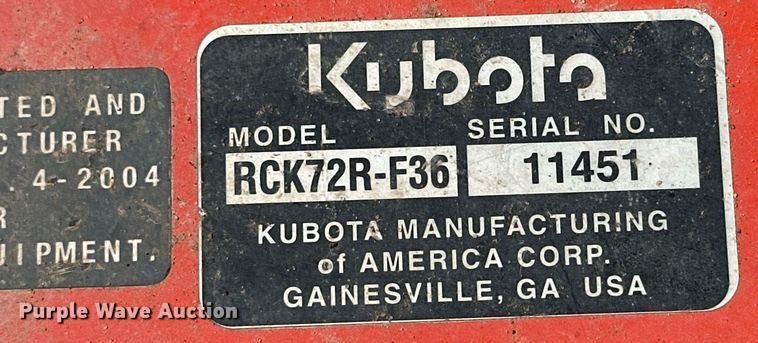 TED AND
CTURER
. 4-2004
R
UIPMENT.
Kubota
MODEL SERIAL NO.
RCK72R-F36 11451
KUBOTA MANUFACTURING
of AMERICA CORP.
GAINESVILLE, GA USA
Purple Wave Auction